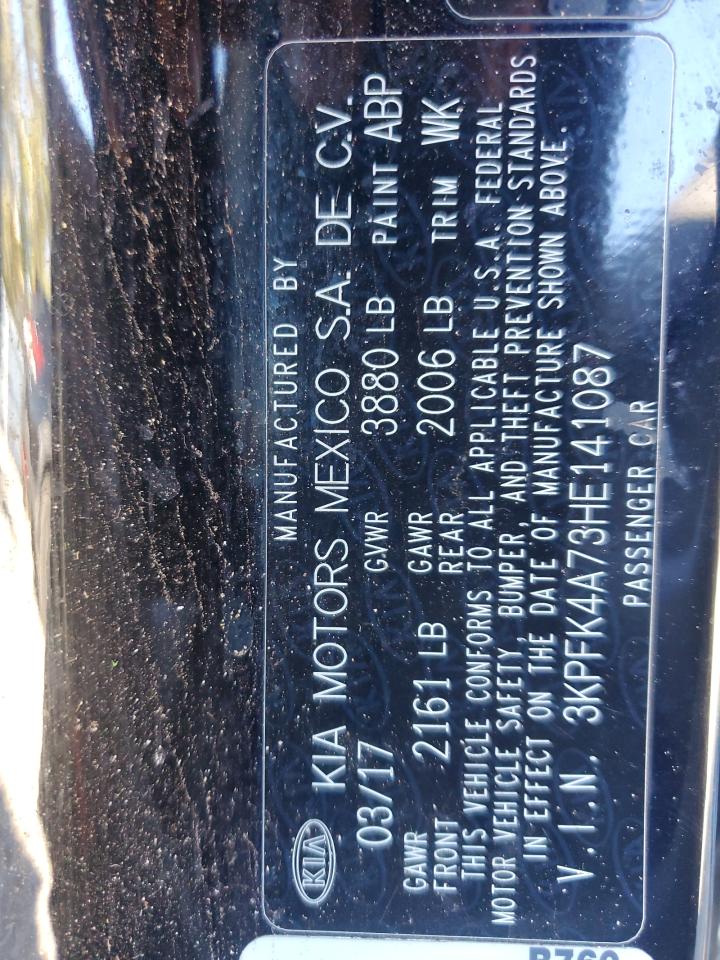 MANUFACTURED BY
KIA KIA MOTORS MEXICO S.A. DE C.V.
03/17 GVWR 3880 LB PAINT ABP
GAWR FRONT 2161 LB GAWR REAR 2006 LB TRIM WK
THIS VEHICLE CONFORMS TO ALL APPLICABLE U.S.A. FEDERAL
MOTOR VEHICLE SAFETY, BUMPER, AND THEFT PREVENTION STANDARDS
IN EFFECT ON THE DATE OF MANUFACTURE SHOWN ABOVE.
V.I.N. 3KPFK4A73HE141087
PASSENGER CAR